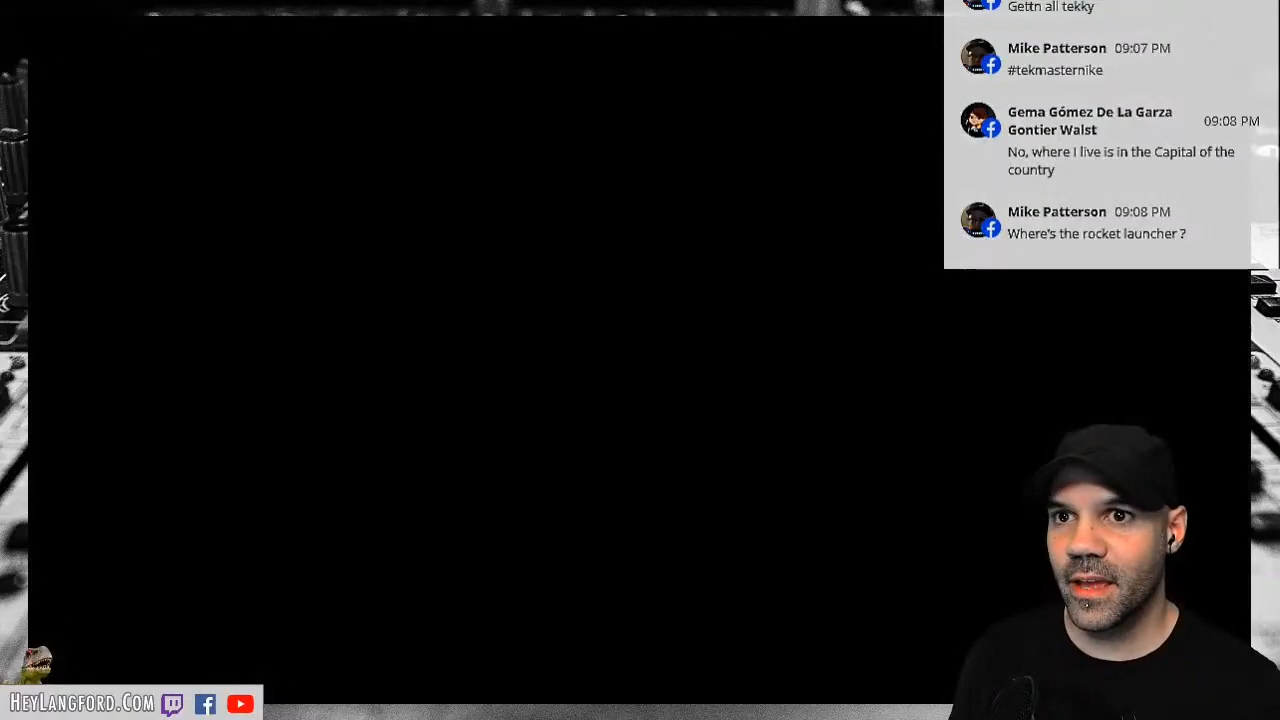 Gettn all tekky
Mike Patterson 09:07 PM
#tekmasternike
Gema Gómez De La Garza
Gontier Walst 09:08 PM
No, where I live is in the Capital of the
country
Mike Patterson 09:08 PM
Where's the rocket launcher ?
HeyLangford.Com